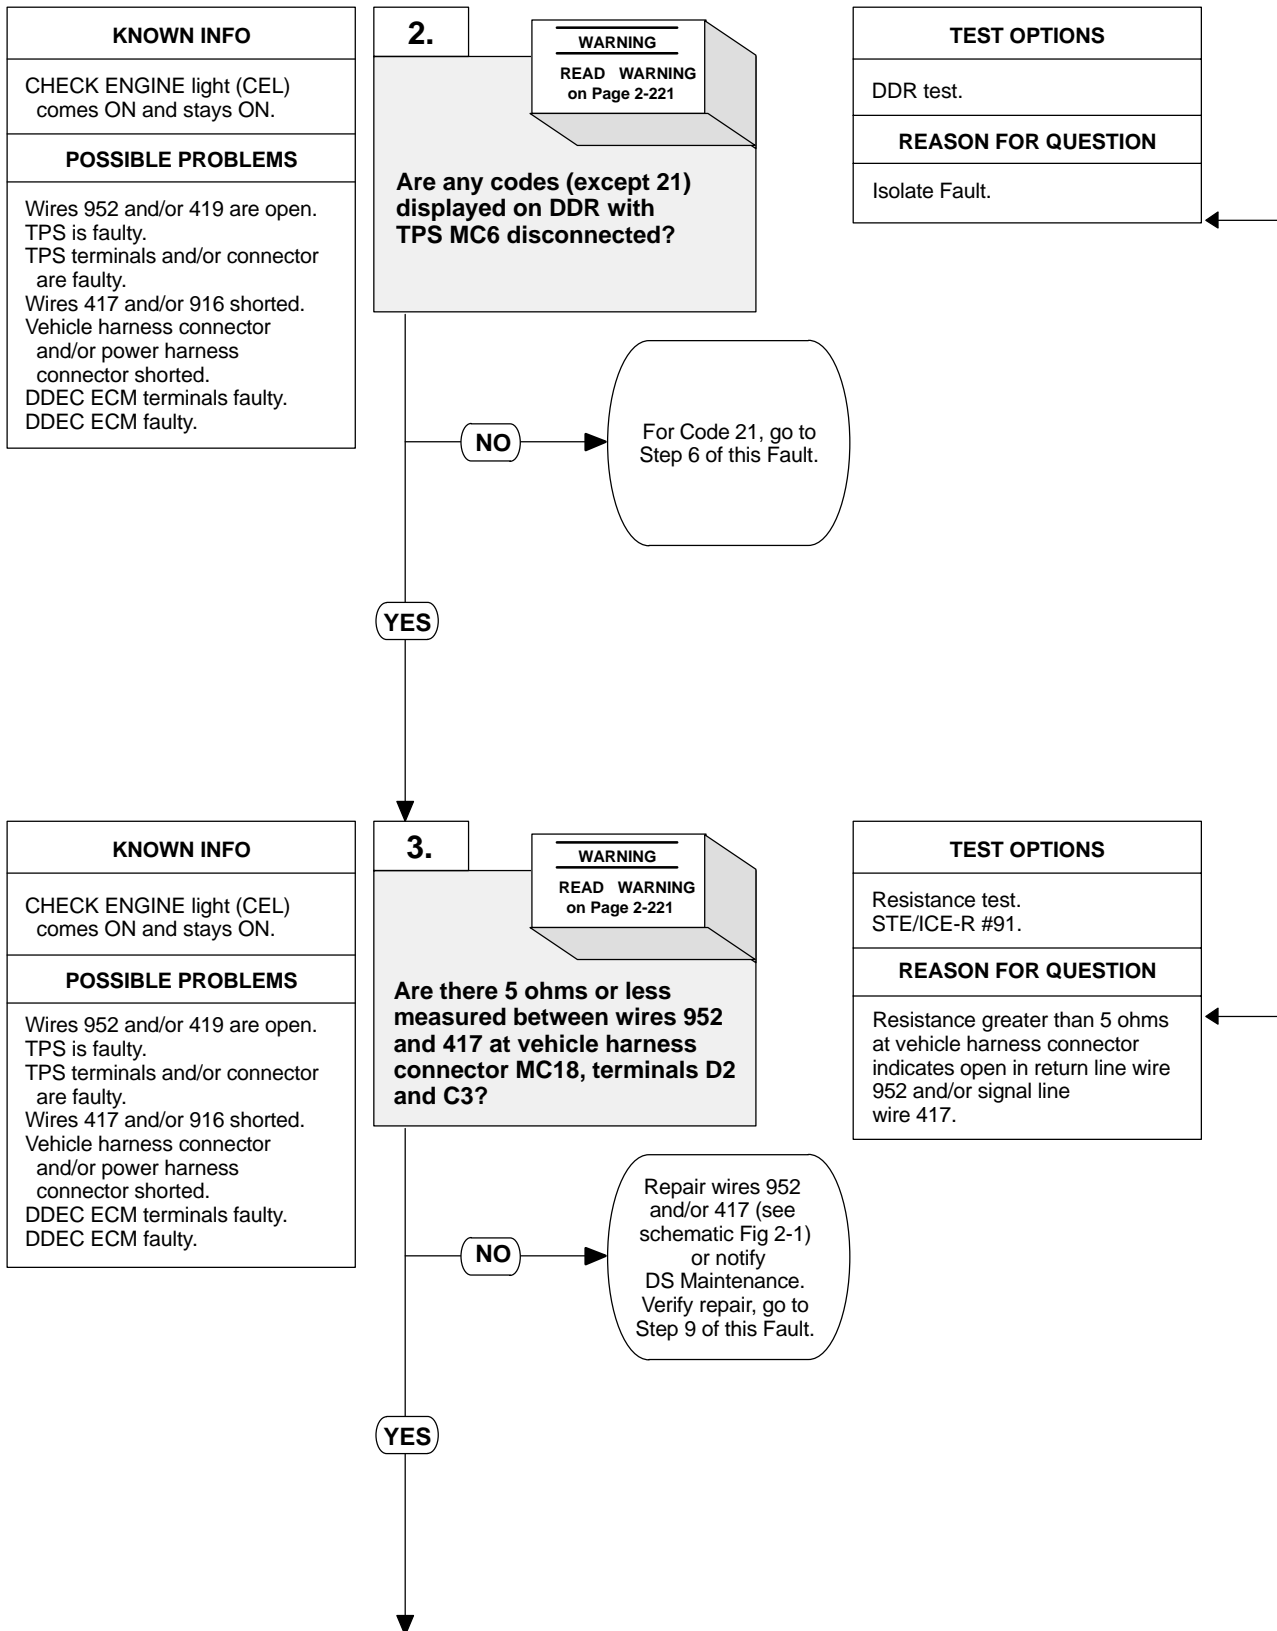 KNOWN INFO
CHECK ENGINE light (CEL)
comes ON and stays ON.
POSSIBLE PROBLEMS
Wires 952 and/or 419 are open.
TPS is faulty.
TPS terminals and/or connector
are faulty.
Wires 417 and/or 916 shorted.
Vehicle harness connector
and/or power harness
connector shorted.
DDEC ECM terminals faulty.
DDEC ECM faulty.
2.
WARNING
READ WARNING
on Page 2-221
Are any codes (except 21)
displayed on DDR with
TPS MC6 disconnected?
TEST OPTIONS
DDR test.
REASON FOR QUESTION
Isolate Fault.
NO
For Code 21, go to
Step 6 of this Fault.
YES
KNOWN INFO
CHECK ENGINE light (CEL)
comes ON and stays ON.
POSSIBLE PROBLEMS
Wires 952 and/or 419 are open.
TPS is faulty.
TPS terminals and/or connector
are faulty.
Wires 417 and/or 916 shorted.
Vehicle harness connector
and/or power harness
connector shorted.
DDEC ECM terminals faulty.
DDEC ECM faulty.
3.
WARNING
READ WARNING
on Page 2-221
Are there 5 ohms or less
measured between wires 952
and 417 at vehicle harness
connector MC18, terminals D2
and C3?
TEST OPTIONS
Resistance test.
STE/ICE-R #91.
REASON FOR QUESTION
Resistance greater than 5 ohms
at vehicle harness connector
indicates open in return line wire
952 and/or signal line
wire 417.
NO
Repair wires 952
and/or 417 (see
schematic Fig 2-1)
or notify
DS Maintenance.
Verify repair, go to
Step 9 of this Fault.
YES